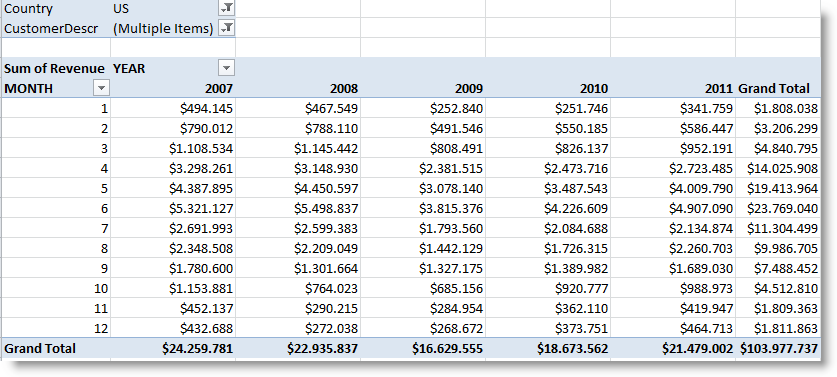 Country US
CustomerDescr (Multiple Items)
Sum of Revenue YEAR
MONTH 2007 2008 2009 2010 2011 Grand Total
1 $494.145 $467.549 $252.840 $251.746 $341.759 $1.808.038
2 $790.012 $788.110 $491.546 $550.185 $586.447 $3.206.299
3 $1.108.534 $1.145.442 $808.491 $826.137 $952.191 $4.840.795
4 $3.298.261 $3.148.930 $2.381.515 $2.473.716 $2.723.485 $14.025.908
5 $4.387.895 $4.450.597 $3.078.140 $3.487.543 $4.009.790 $19.413.964
6 $5.321.127 $5.498.837 $3.815.376 $4.226.609 $4.907.090 $23.769.040
7 $2.691.993 $2.599.383 $1.793.560 $2.084.688 $2.134.874 $11.304.499
8 $2.348.508 $2.209.049 $1.442.129 $1.726.315 $2.260.703 $9.986.705
9 $1.780.600 $1.301.664 $1.327.175 $1.389.982 $1.689.030 $7.488.452
10 $1.153.881 $764.023 $685.156 $920.777 $988.973 $4.512.810
11 $452.137 $290.215 $284.954 $362.110 $419.947 $1.809.363
12 $432.688 $272.038 $268.672 $373.751 $464.713 $1.811.863
Grand Total $24.259.781 $22.935.837 $16.629.555 $18.673.562 $21.479.002 $103.977.737